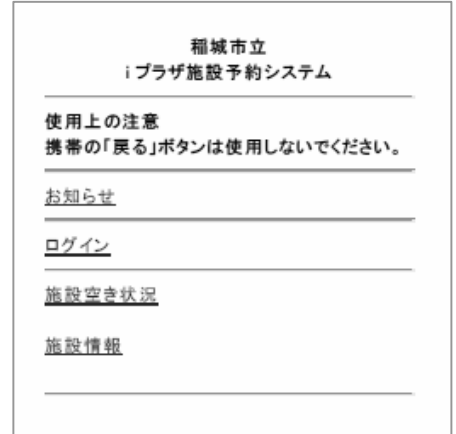 稲城市立
iプラザ施設予約システム
使用上の注意
携帯の「戻る」ボタンは使用しないでください。
お知らせ
ログイン
施設空き状況
施設情報